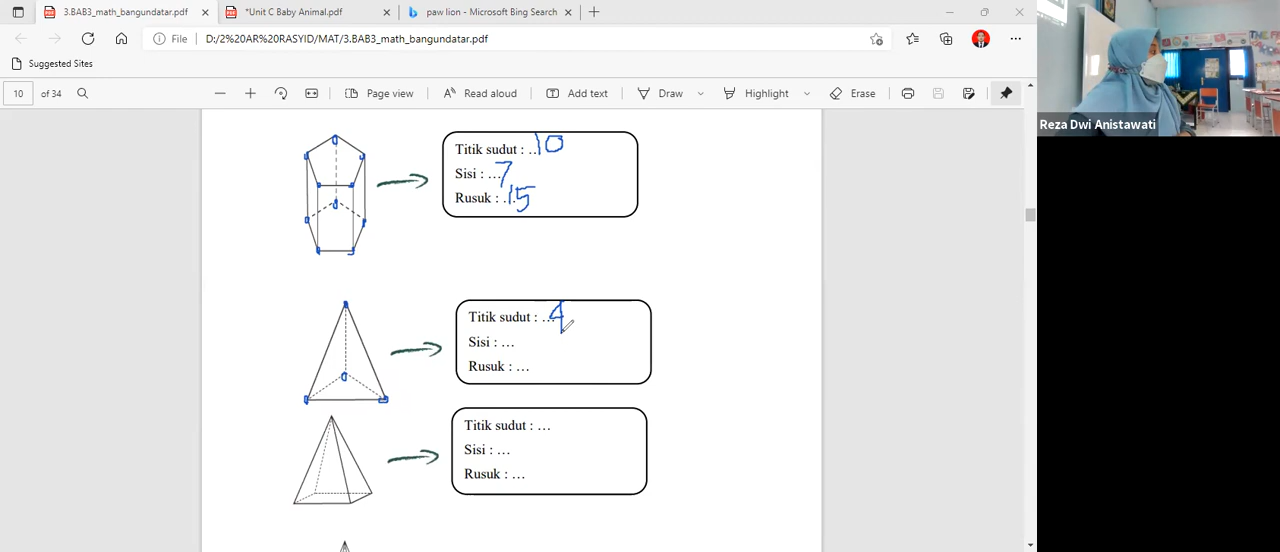 3.BAB3_math_bangundatar.pdf
*Unit C Baby Animal.pdf
paw lion - Microsoft Bing Search
File
D:/2%20AR%20RASYID/MAT/3.BAB3_math_bangundatar.pdf
Suggested Sites
10 of 34
Page view
Read aloud
Add text
Draw
Highlight
Erase
Reza Dwi Anistawati
Titik sudut : ..10
Sisi : ...7
Rusuk : ..15
Titik sudut : ...4
Sisi : ...
Rusuk : ...
Titik sudut : ...
Sisi : ...
Rusuk : ...